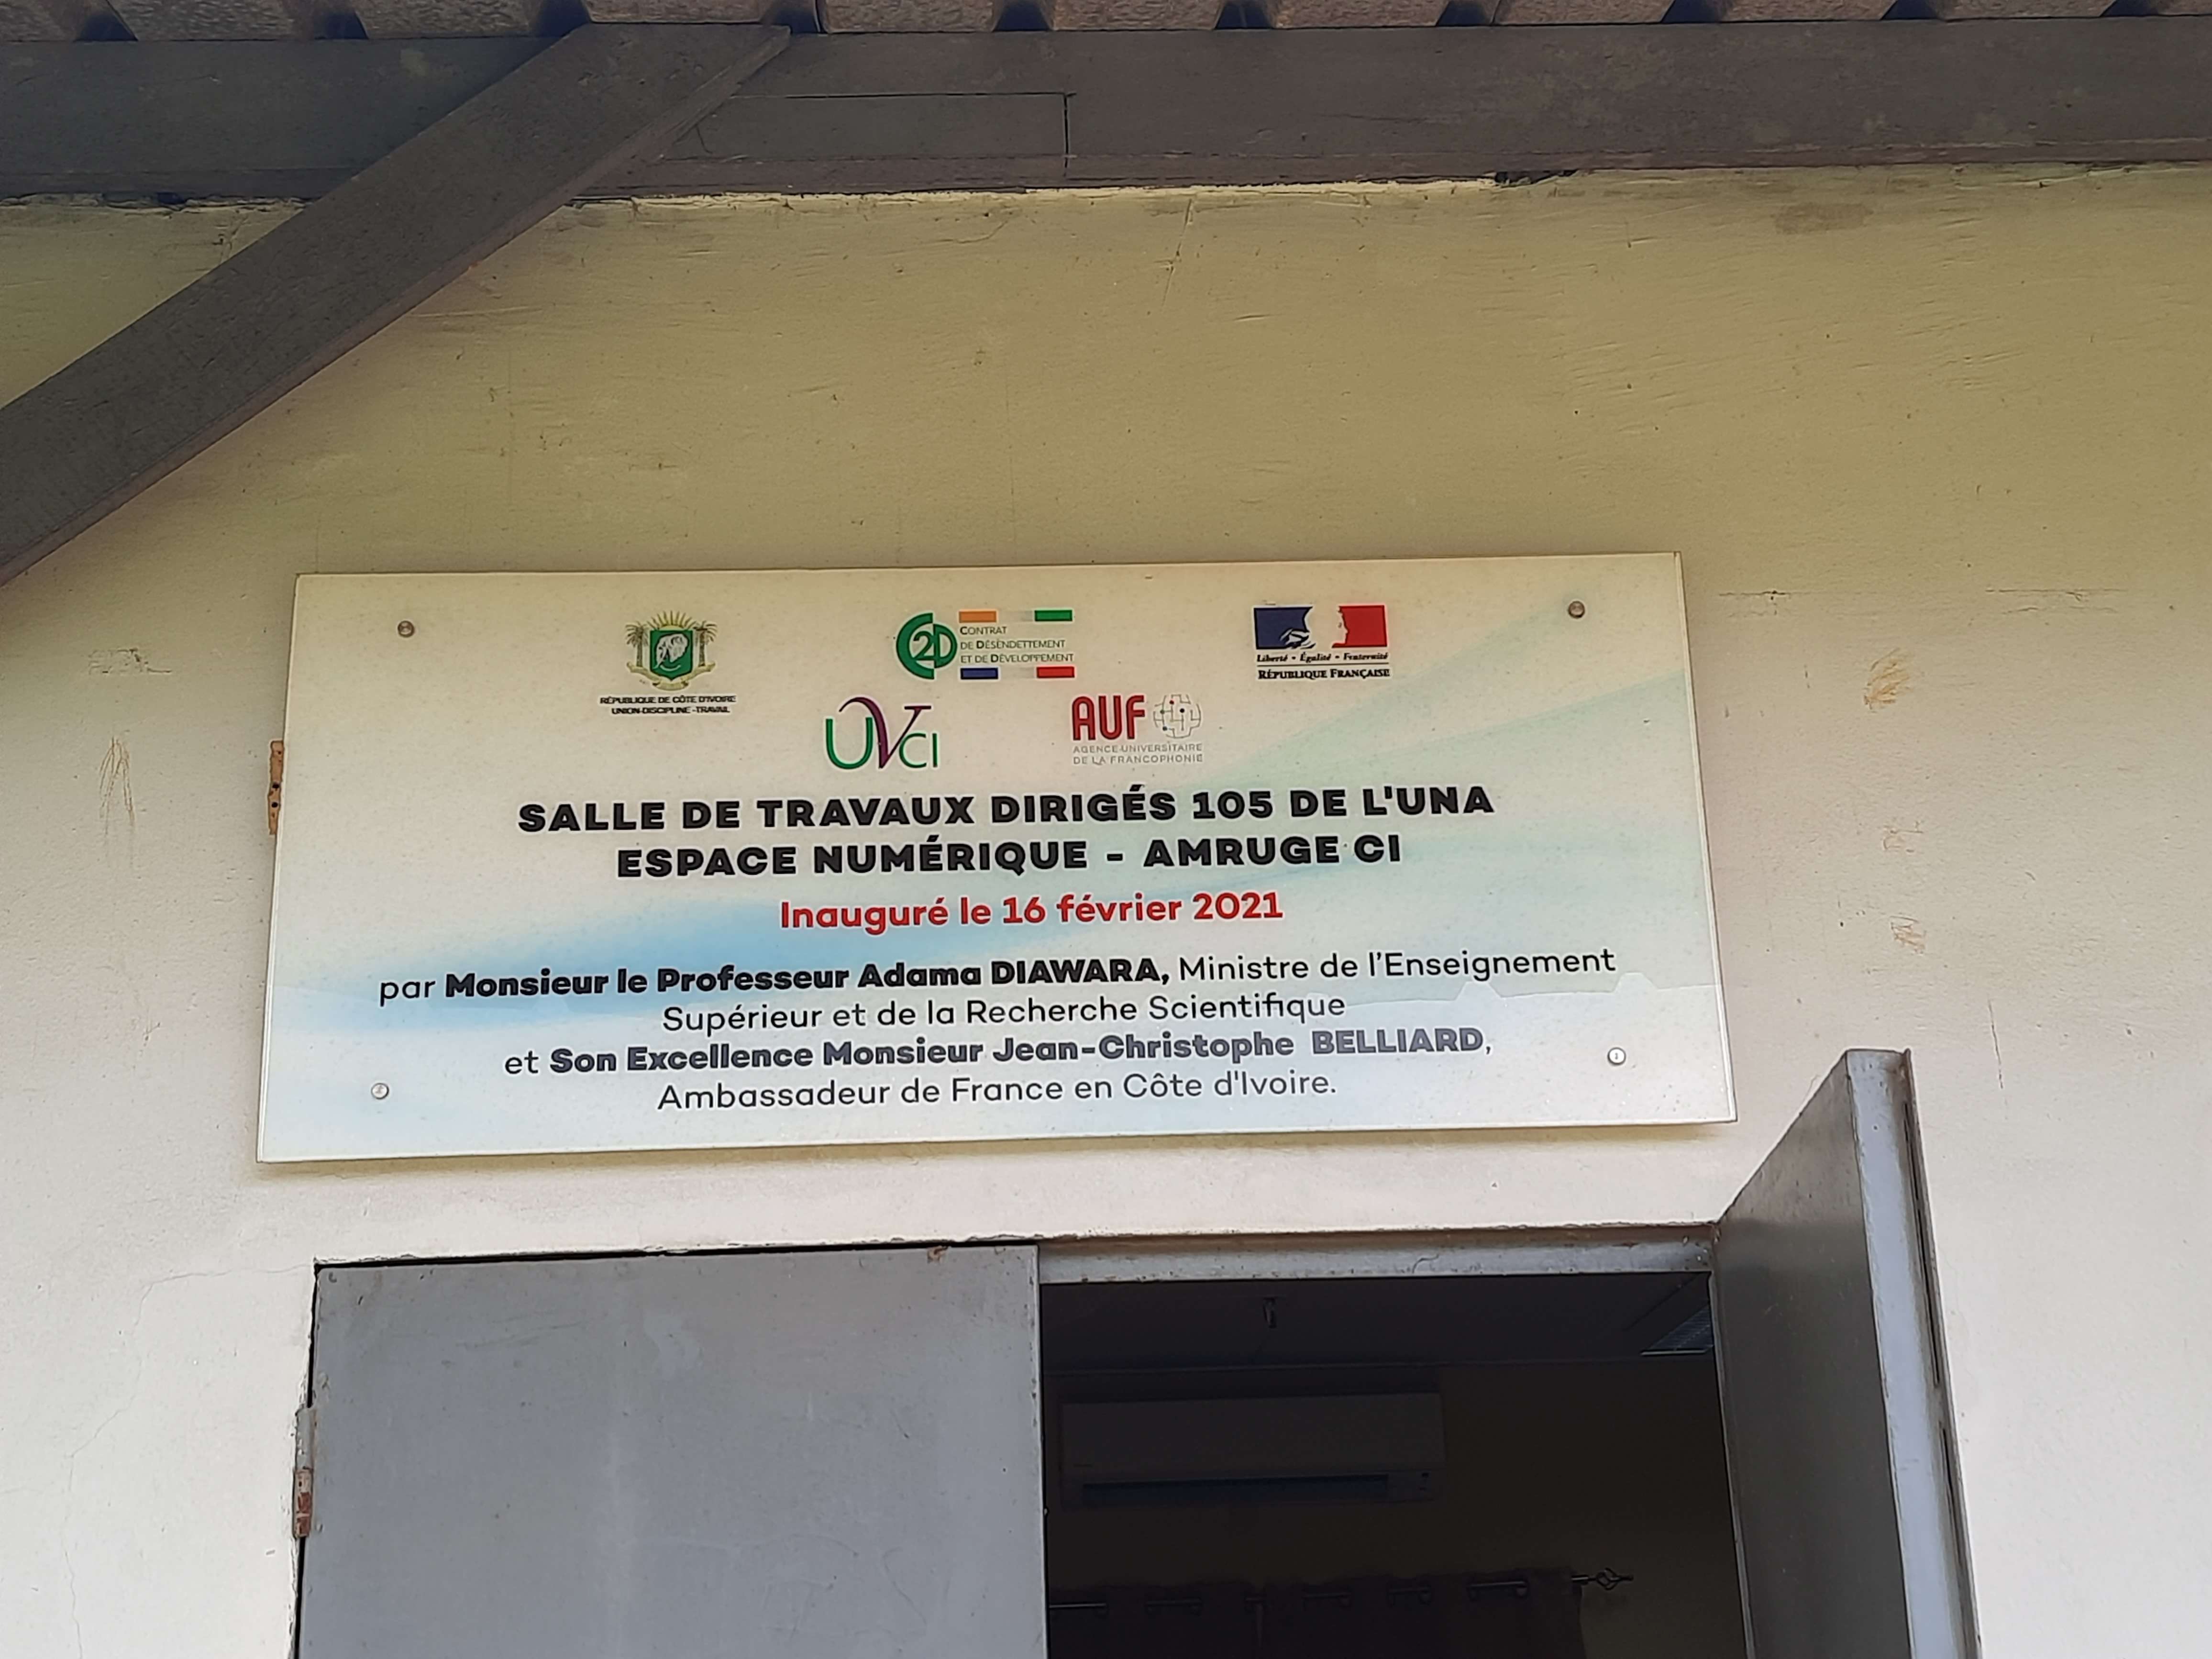 RÉPUBLIQUE DE CÔTE D'IVOIRE
UNION-DISCIPLINE-TRAVAIL
C2D
CONTRAT
DE DÉSENDETTEMENT
ET DE DÉVELOPPEMENT
Liberté • Égalité • Fraternité
RÉPUBLIQUE FRANÇAISE
UVCI
AUF
AGENCE UNIVERSITAIRE
DE LA FRANCOPHONIE
SALLE DE TRAVAUX DIRIGÉS 105 DE L'UNA
ESPACE NUMÉRIQUE - AMRUGE CI
Inauguré le 16 février 2021
par Monsieur le Professeur Adama DIAWARA, Ministre de l'Enseignement
Supérieur et de la Recherche Scientifique
et Son Excellence Monsieur Jean-Christophe BELLIARD,
Ambassadeur de France en Côte d'Ivoire.